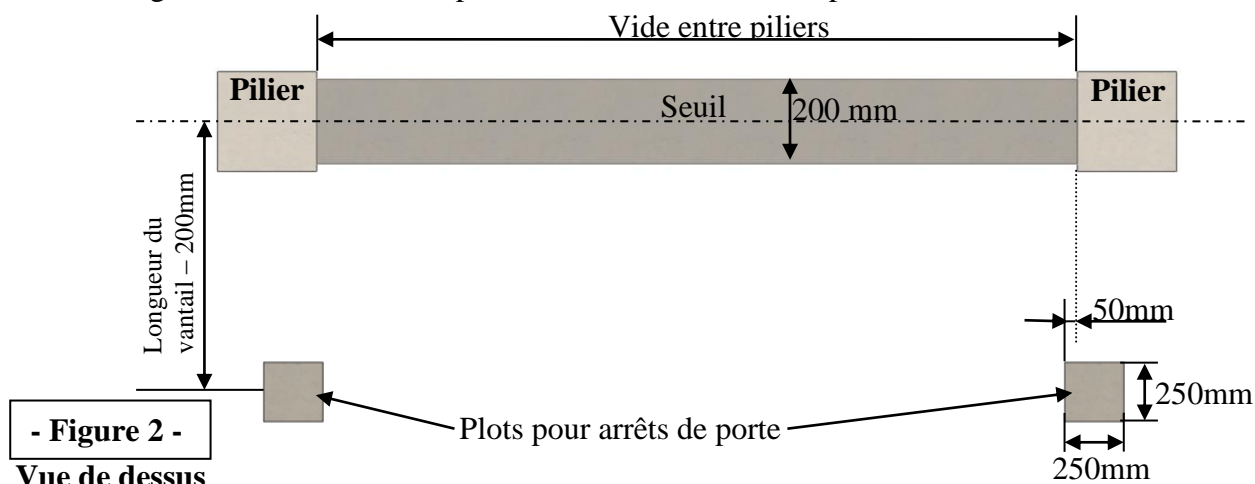 Vide entre piliers
Pilier
Pilier
Seuil
200 mm
Longueur du
vantail – 200mm
50mm
250mm
Plots pour arrêts de porte
- Figure 2 -
250mm
Vue de dessus